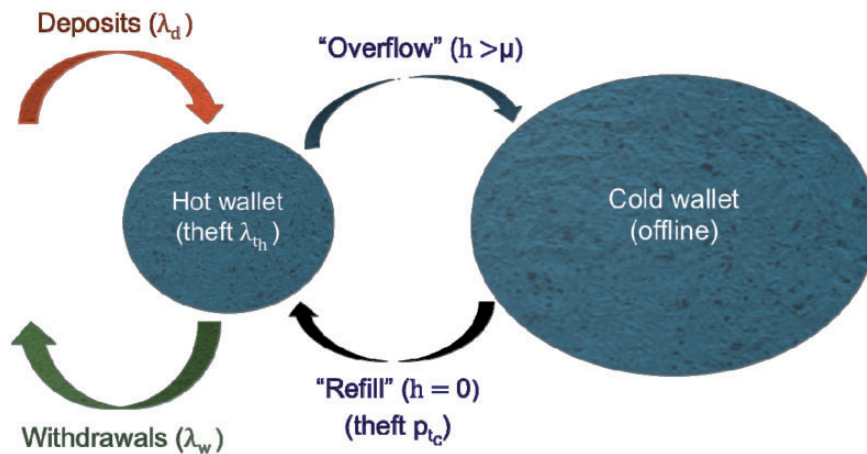 Deposits (λd)
“Overflow” (h >μ)
Hot wallet
(theft λth)
Cold wallet
(offline)
“Refill” (h = 0)
(theft ptc)
Withdrawals (λw)